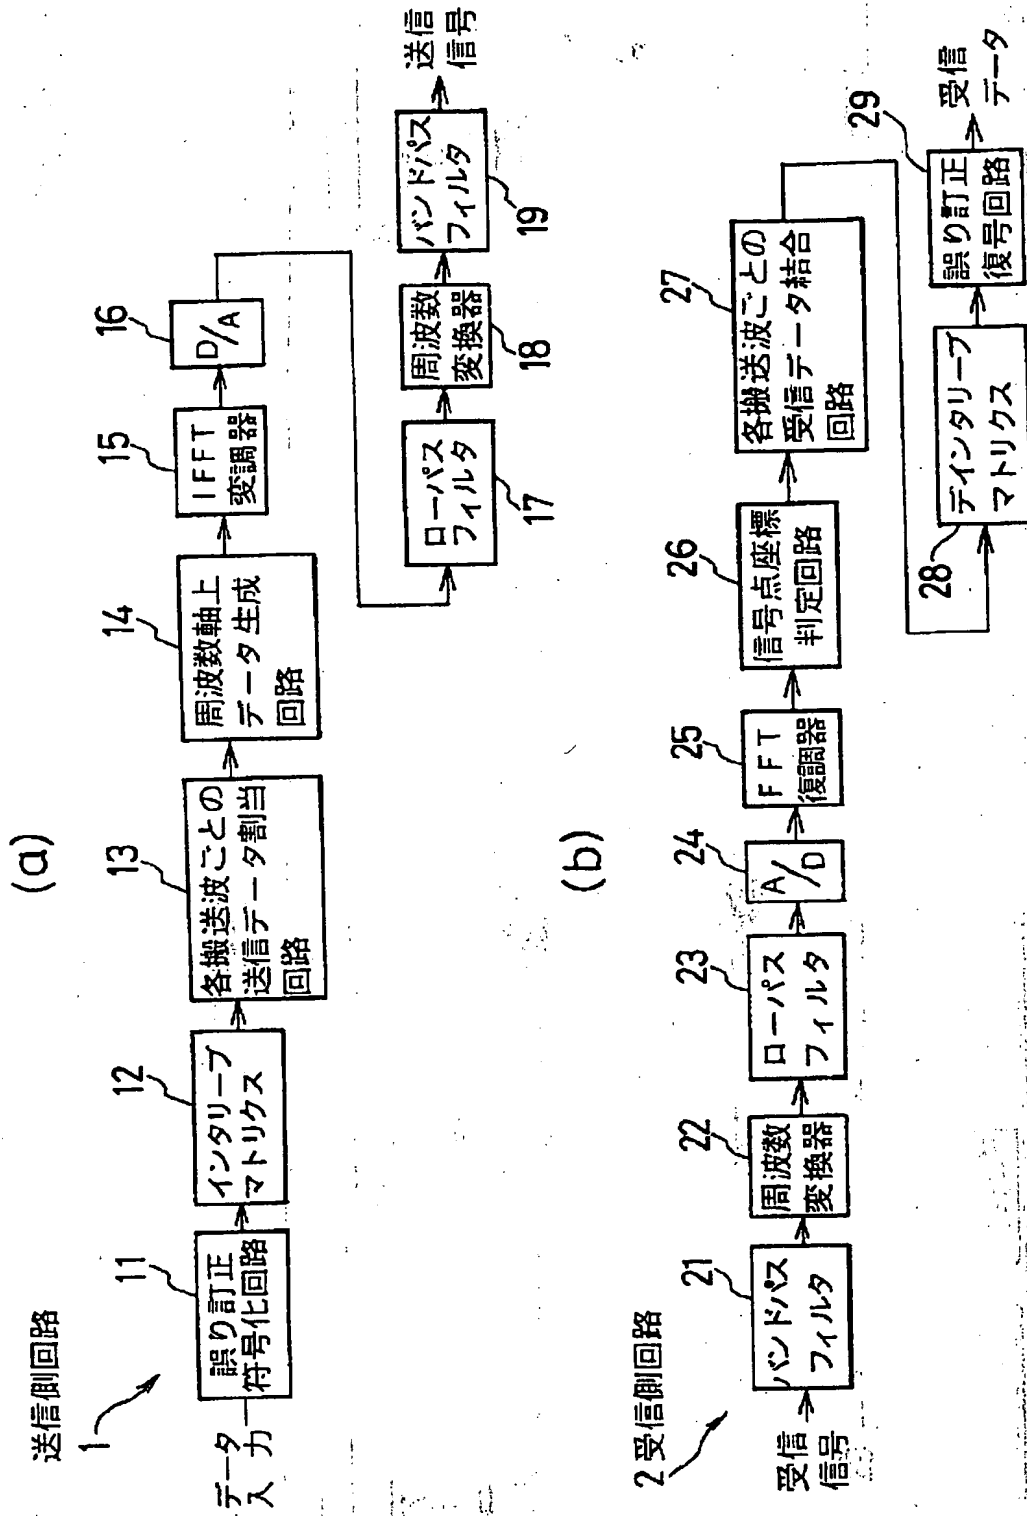 (a)
送信側回路
1
データ
入力
11
誤り訂正
符号化回路
12
インタリーブ
マトリクス
13
各搬送波ごとの
送信データ割当
回路
14
周波数軸上
データ生成
回路
15
IFFT
変調器
16
D/A
17
ローパス
フィルタ
18
周波数
変換器
19
バンドパス
フィルタ
送信
信号
(b)
2 受信側回路
受信
信号
21
バンドパス
フィルタ
22
周波数
変換器
23
ローパス
フィルタ
24
A/D
25
FFT
復調器
26
信号点座標
判定回路
27
各搬送波ごとの
受信データ結合
回路
28
デインタリーブ
マトリクス
29
誤り訂正
復号回路
受信
データ